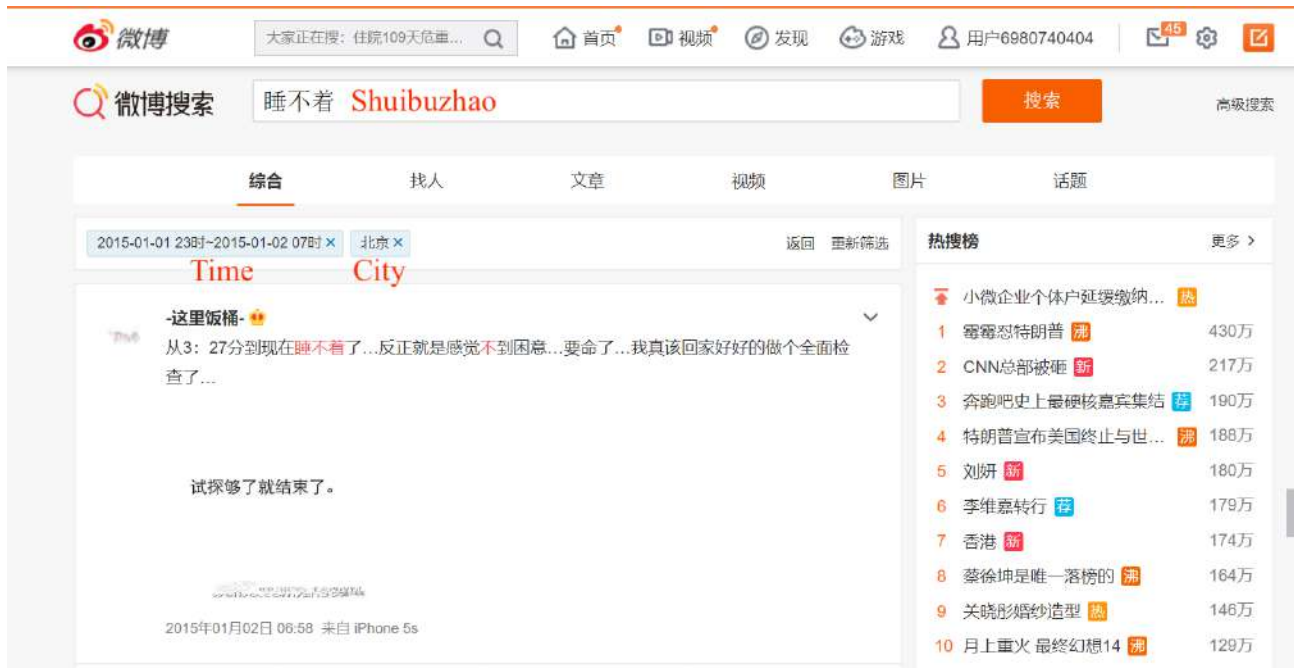 微博
大家正在搜：住院109天危重...
首页
视频
发现
游戏
用户6980740404
45
微博搜索
睡不着 Shuibuzhao
搜索
高级搜索
综合
找人
文章
视频
图片
话题
2015-01-01 23时~2015-01-02 07时 ×
北京 ×
返回
重新筛选
Time
City
-这里饭桶-
从3：27分到现在睡不着了...反正就是感觉不到困意...要命了...我真该回家好好的做个全面检
查了...
试探够了就结束了。
2015年01月02日 06:58 来自 iPhone 5s
热搜榜
更多 >
小微企业个体户延缓缴纳... 热
1 霉霉怼特朗普 沸 430万
2 CNN总部被砸 新 217万
3 奔跑吧史上最硬核嘉宾集结 荐 190万
4 特朗普宣布美国终止与世... 沸 188万
5 刘妍 新 180万
6 李维嘉转行 荐 179万
7 香港 新 174万
8 蔡徐坤是唯一落榜的 沸 164万
9 关晓彤婚纱造型 热 146万
10 月上重火 最终幻想14 沸 129万